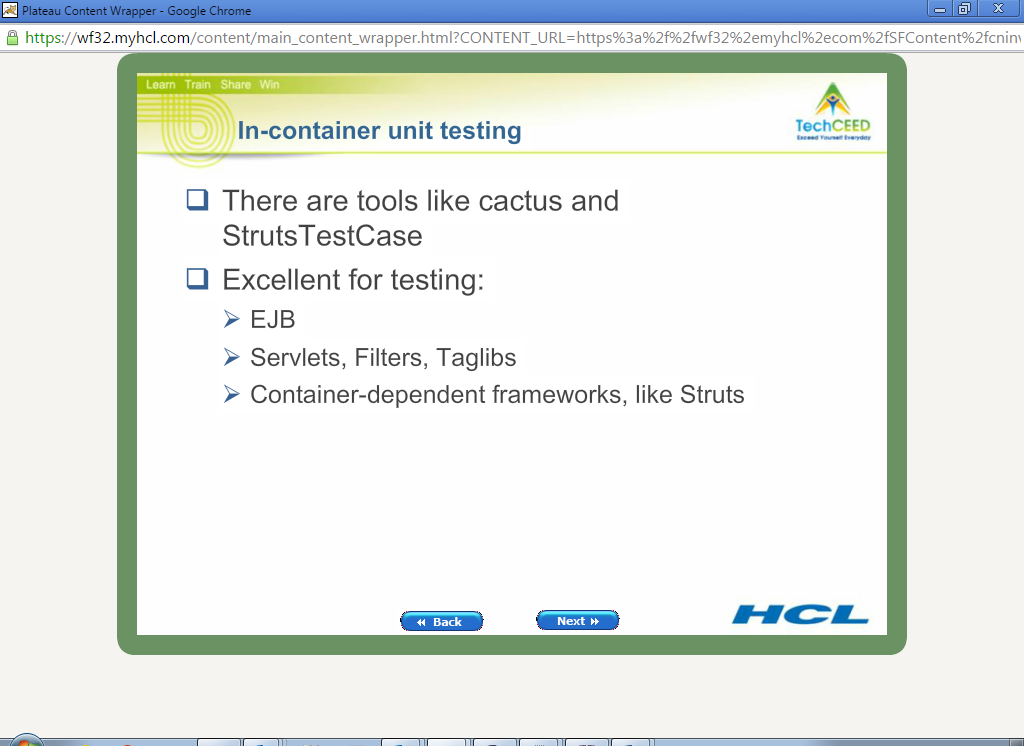 Plateau Content Wrapper - Google Chrome
https://wf32.myhcl.com/content/main_content_wrapper.html?CONTENT_URL=https%3a%2f%2fwf32%2emyhcl%2ecom%2fSFContent%2fcninv
Learn Train Share Win
In-container unit testing
TechCEED
Exceed Yourself Everyday
There are tools like cactus and
StrutsTestCase
Excellent for testing:
EJB
Servlets, Filters, Taglibs
Container-dependent frameworks, like Struts
Back
Next
HCL